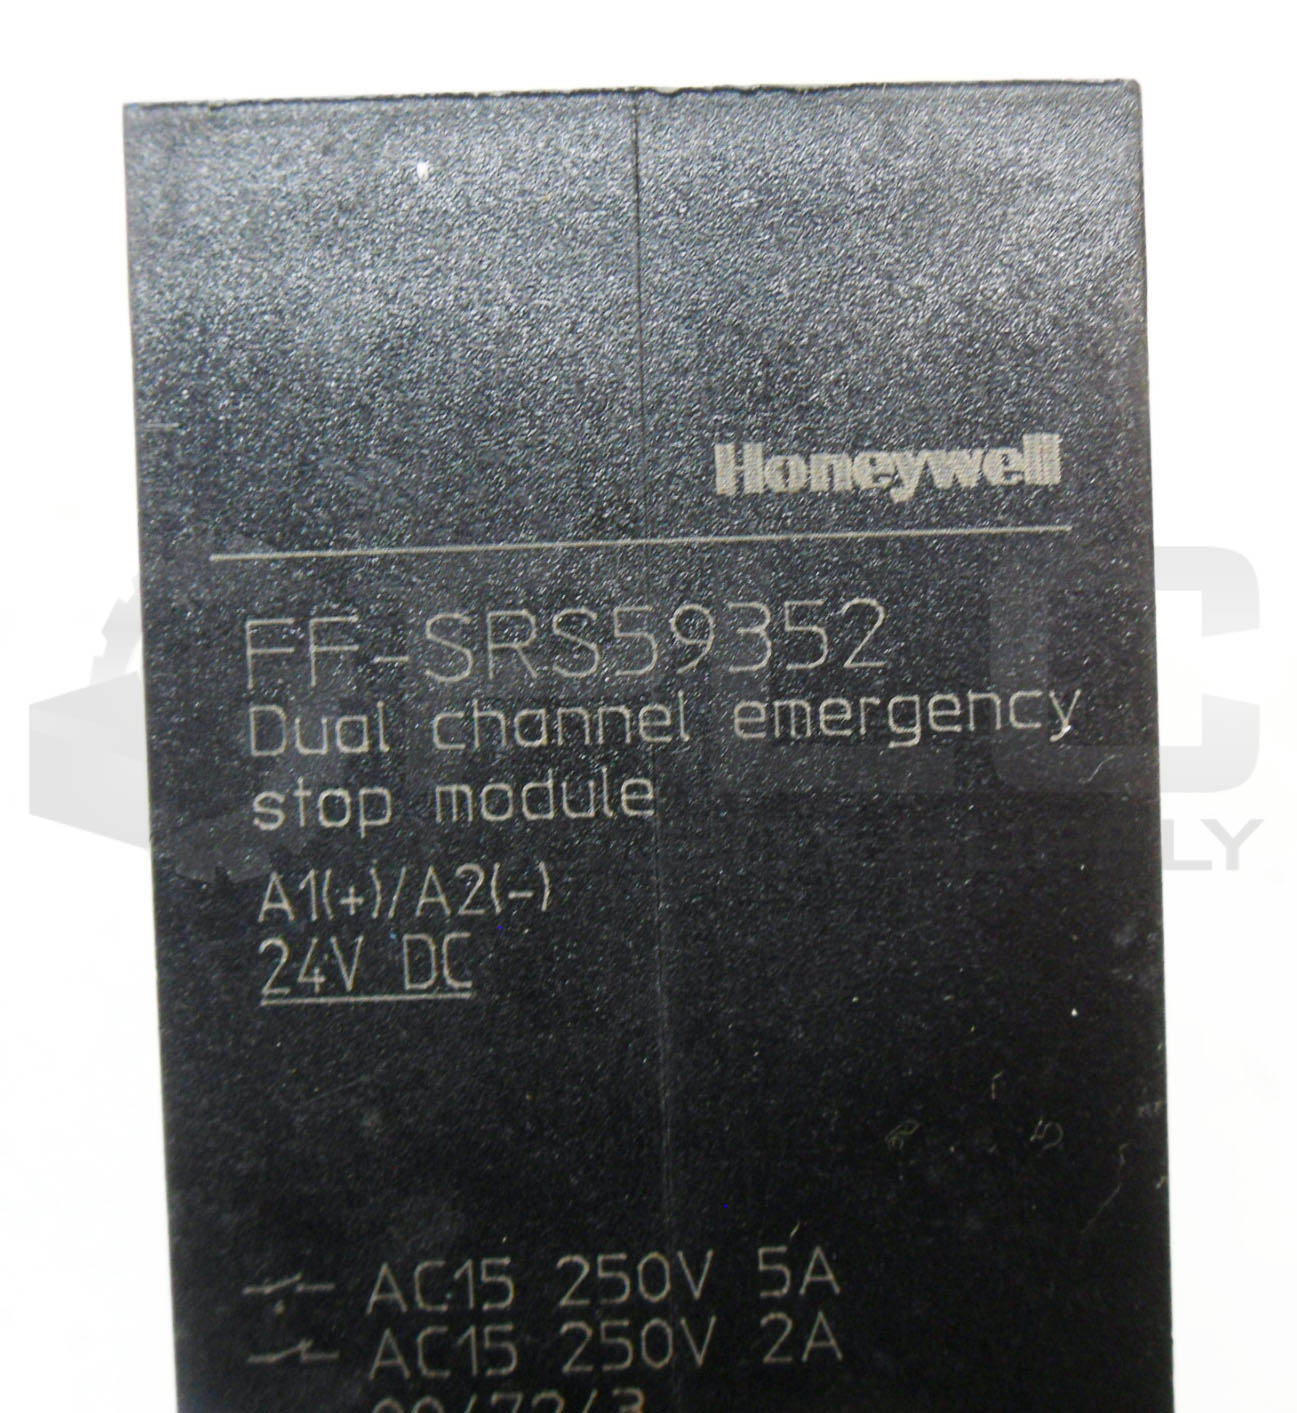 Honeywell
FF-SRS59352
Dual channel emergency
stop module
A1(+)/A2(-)
24V DC
AC15 250V 5A
AC15 250V 2A